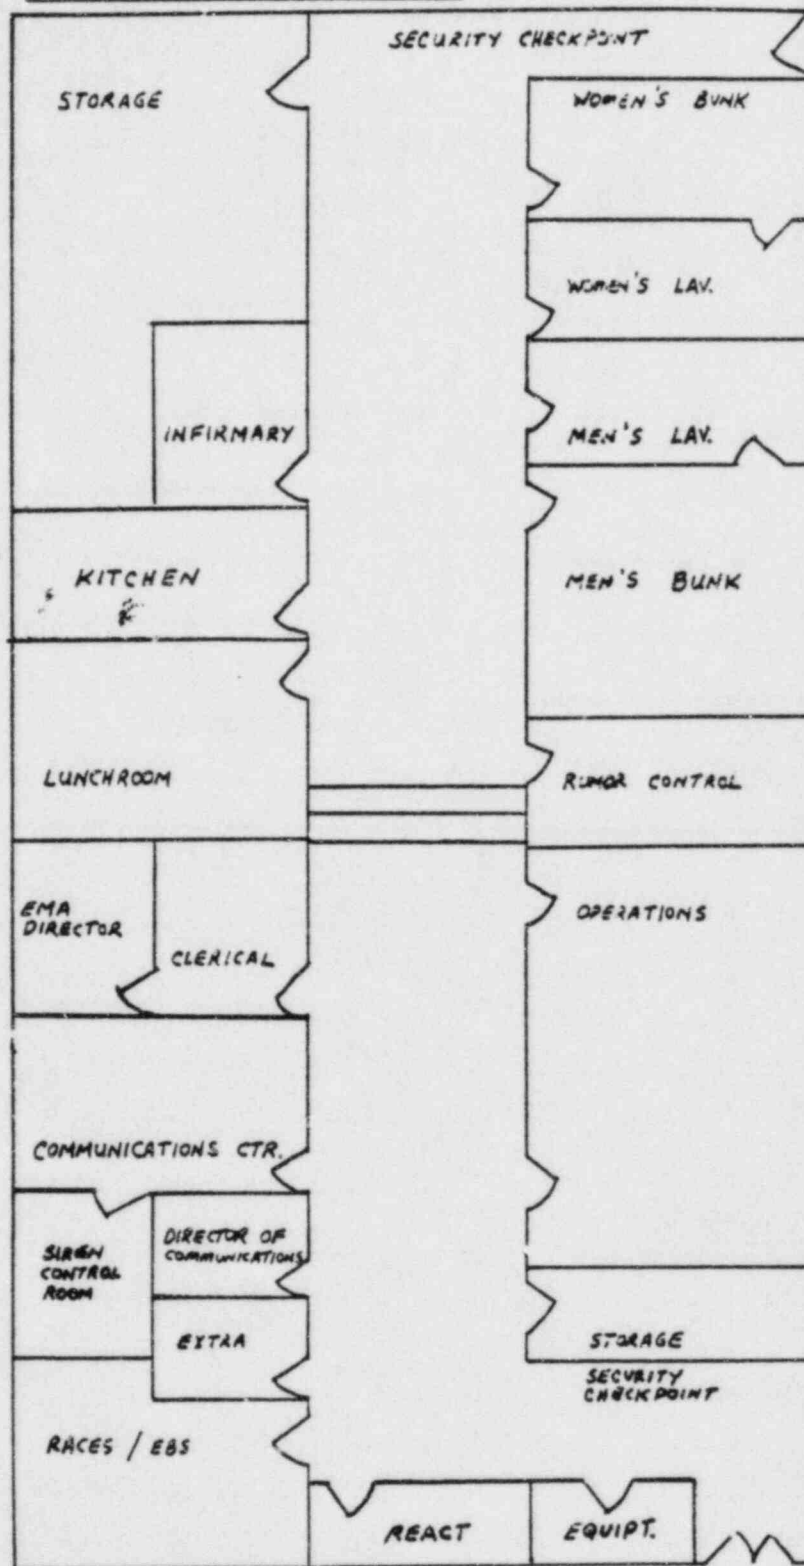 SECURITY CHECKPOINT
STORAGE
WOMEN'S BUNK
WOMEN'S LAV.
INFIRMARY
MEN'S LAV.
KITCHEN
MEN'S BUNK
LUNCHROOM
RUMOR CONTROL
EMA
DIRECTOR
OPERATIONS
CLERICAL
COMMUNICATIONS CTR.
SIREN
CONTROL
ROOM
DIRECTOR OF
COMMUNICATIONS
EXTRA
STORAGE
SECURITY
CHECKPOINT
RACES / EBS
REACT
EQUIPT.